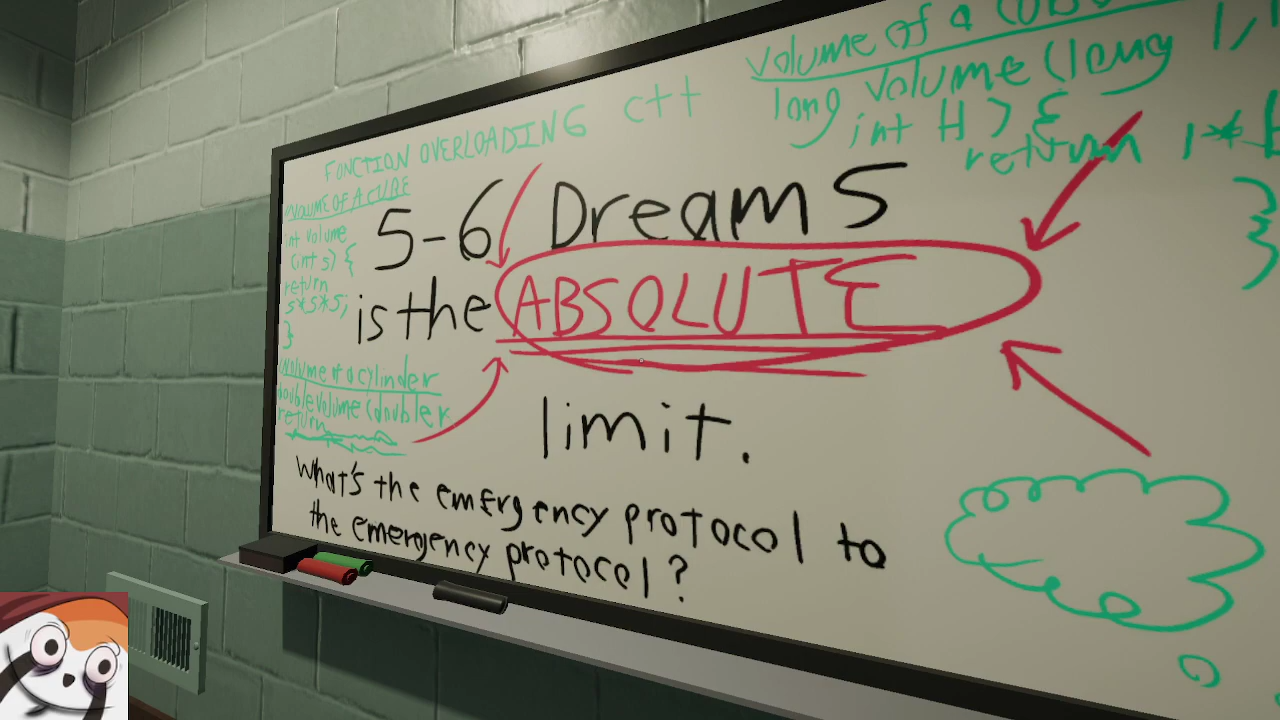 FUNCTION OVERLOADING C++
VOLUME OF A CUBE
int volume
(int s) {
return
s*s*s;
}
volume of a cylinder
double volume (double r
return
volume of a
long volume (long l,
int H) {
return l*
}
5-6 Dreams
is the ABSOLUTE
limit.
What's the emergency protocol to
the emergency protocol?